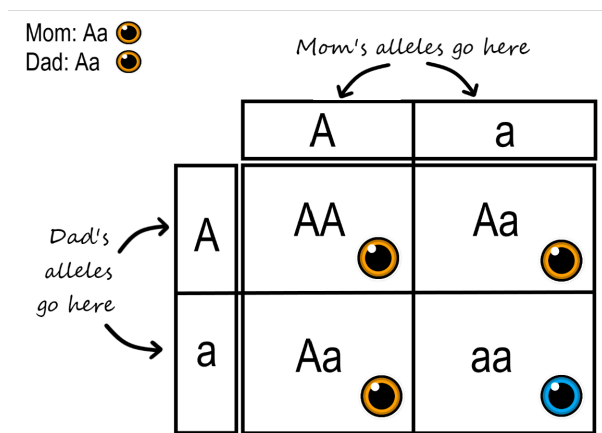 Mom: Aa
Dad: Aa
Mom's alleles go here
A a
Dad's
alleles
go here
A AA Aa
a Aa aa